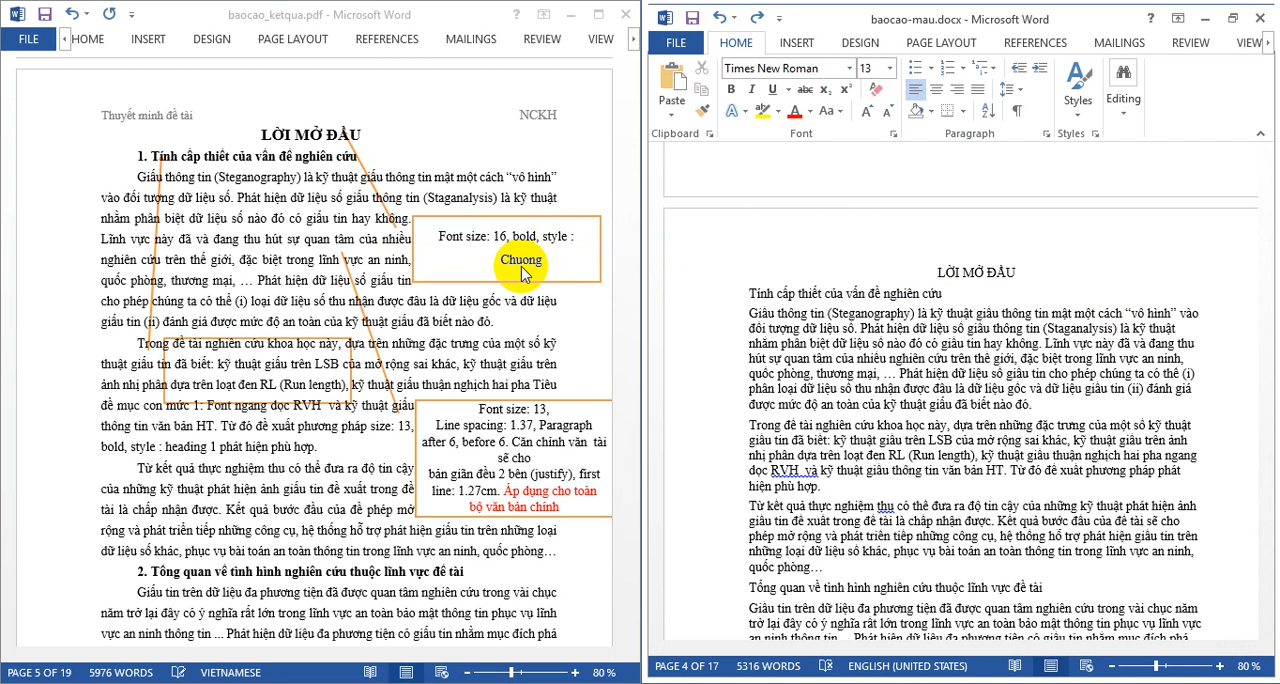 baocao_ketqua.pdf - Microsoft Word
FILE HOME INSERT DESIGN PAGE LAYOUT REFERENCES MAILINGS REVIEW VIEW
Thuyết minh đề tài NCKH
LỜI MỞ ĐẦU
1. Tính cấp thiết của vấn đề nghiên cứu
Giấu thông tin (Steganography) là kỹ thuật giấu thông tin mật một cách “vô hình”
vào đối tượng dữ liệu số. Phát hiện dữ liệu số giấu thông tin (Staganalysis) là kỹ thuật
nhằm phân biệt dữ liệu số nào đó có giấu tin hay không.
Lĩnh vực này đã và đang thu hút sự quan tâm của nhiều
nghiên cứu trên thế giới, đặc biệt trong lĩnh vực an ninh,
quốc phòng, thương mại, … Phát hiện dữ liệu số giấu tin
cho phép chúng ta có thể (i) loại dữ liệu số thu nhận được đâu là dữ liệu gốc và dữ liệu
giấu tin (ii) đánh giá được mức độ an toàn của kỹ thuật giấu đã biết nào đó.
Font size: 16, bold, style :
Chuong
Trong đề tài nghiên cứu khoa học này, dựa trên những đặc trưng của một số kỹ
thuật giấu tin đã biết: kỹ thuật giấu trên LSB của mở rộng sai khác, kỹ thuật giấu trên
ảnh nhị phân dựa trên loạt đen RL (Run length), kỹ thuật giấu thuận nghịch hai pha Tiêu
đề mục con mức 1: Font ngang dọc RVH và kỹ thuật giấu
thông tin văn bản HT. Từ đó đề xuất phương pháp size: 13,
bold, style : heading 1 phát hiện phù hợp.
Từ kết quả thực nghiệm thu có thể đưa ra độ tin cậy
của những kỹ thuật phát hiện ảnh giấu tin đề xuất trong đề
tài là chấp nhận được. Kết quả bước đầu của đề phép mở
rộng và phát triển tiếp những công cụ, hệ thống hỗ trợ phát hiện giấu tin trên những loại
dữ liệu số khác, phục vụ bài toán an toàn thông tin trong lĩnh vực an ninh, quốc phòng…
Font size: 13,
Line spacing: 1.37, Paragraph
after 6, before 6. Căn chỉnh văn tài
sẽ cho
bản giãn đều 2 bên (justify), first
line: 1.27cm. Áp dụng cho toàn
bộ văn bản chính
2. Tổng quan về tình hình nghiên cứu thuộc lĩnh vực đề tài
Giấu tin trên dữ liệu đa phương tiện đã được quan tâm nghiên cứu trong vài chục
năm trở lại đây có ý nghĩa rất lớn trong lĩnh vực an toàn bảo mật thông tin phục vụ lĩnh
vực an ninh thông tin ... Phát hiện dữ liệu đa phương tiện có giấu tin nhằm mục đích phá
PAGE 5 OF 19 5976 WORDS VIETNAMESE 80 %
baocao-mau.docx - Microsoft Word
FILE HOME INSERT DESIGN PAGE LAYOUT REFERENCES MAILINGS REVIEW VIEW
Times New Roman 13
Paste Styles Editing
Clipboard Font Paragraph Styles
LỜI MỞ ĐẦU
Tính cấp thiết của vấn đề nghiên cứu
Giấu thông tin (Steganography) là kỹ thuật giấu thông tin mật một cách “vô hình” vào
đối tượng dữ liệu số. Phát hiện dữ liệu số giấu thông tin (Staganalysis) là kỹ thuật
nhằm phân biệt dữ liệu số nào đó có giấu tin hay không. Lĩnh vực này đã và đang thu
hút sự quan tâm của nhiều nghiên cứu trên thế giới, đặc biệt trong lĩnh vực an ninh,
quốc phòng, thương mại, … Phát hiện dữ liệu số giấu tin cho phép chúng ta có thể (i)
phân loại dữ liệu số thu nhận được đâu là dữ liệu gốc và dữ liệu giấu tin (ii) đánh giá
được mức độ an toàn của kỹ thuật giấu đã biết nào đó.
Trong đề tài nghiên cứu khoa học này, dựa trên những đặc trưng của một số kỹ thuật
giấu tin đã biết: kỹ thuật giấu trên LSB của mở rộng sai khác, kỹ thuật giấu trên ảnh
nhị phân dựa trên loạt đen RL (Run length), kỹ thuật giấu thuận nghịch hai pha ngang
dọc RVH và kỹ thuật giấu thông tin văn bản HT. Từ đó đề xuất phương pháp phát
hiện phù hợp.
Từ kết quả thực nghiệm thu có thể đưa ra độ tin cậy của những kỹ thuật phát hiện ảnh
giấu tin đề xuất trong đề tài là chấp nhận được. Kết quả bước đầu của đề tài sẽ cho
phép mở rộng và phát triển tiếp những công cụ, hệ thống hỗ trợ phát hiện giấu tin trên
những loại dữ liệu số khác, phục vụ bài toán an toàn thông tin trong lĩnh vực an ninh,
quốc phòng…
Tổng quan về tình hình nghiên cứu thuộc lĩnh vực đề tài
Giấu tin trên dữ liệu đa phương tiện đã được quan tâm nghiên cứu trong vài chục năm
trở lại đây có ý nghĩa rất lớn trong lĩnh vực an toàn bảo mật thông tin phục vụ lĩnh
vực an ninh thông tin ... Phát hiện dữ liệu đa phương tiện có giấu tin nhằm mục đích phá
PAGE 4 OF 17 5316 WORDS ENGLISH (UNITED STATES) 80 %